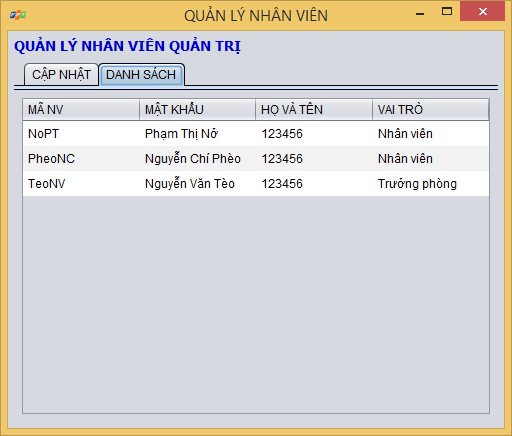 QUẢN LÝ NHÂN VIÊN
QUẢN LÝ NHÂN VIÊN QUẢN TRỊ
CẬP NHẬT DANH SÁCH
MÃ NV MẬT KHẨU HỌ VÀ TÊN VAI TRÒ
NoPT Phạm Thị Nở 123456 Nhân viên
PheoNC Nguyễn Chí Phèo 123456 Nhân viên
TeoNV Nguyễn Văn Tèo 123456 Trưởng phòng